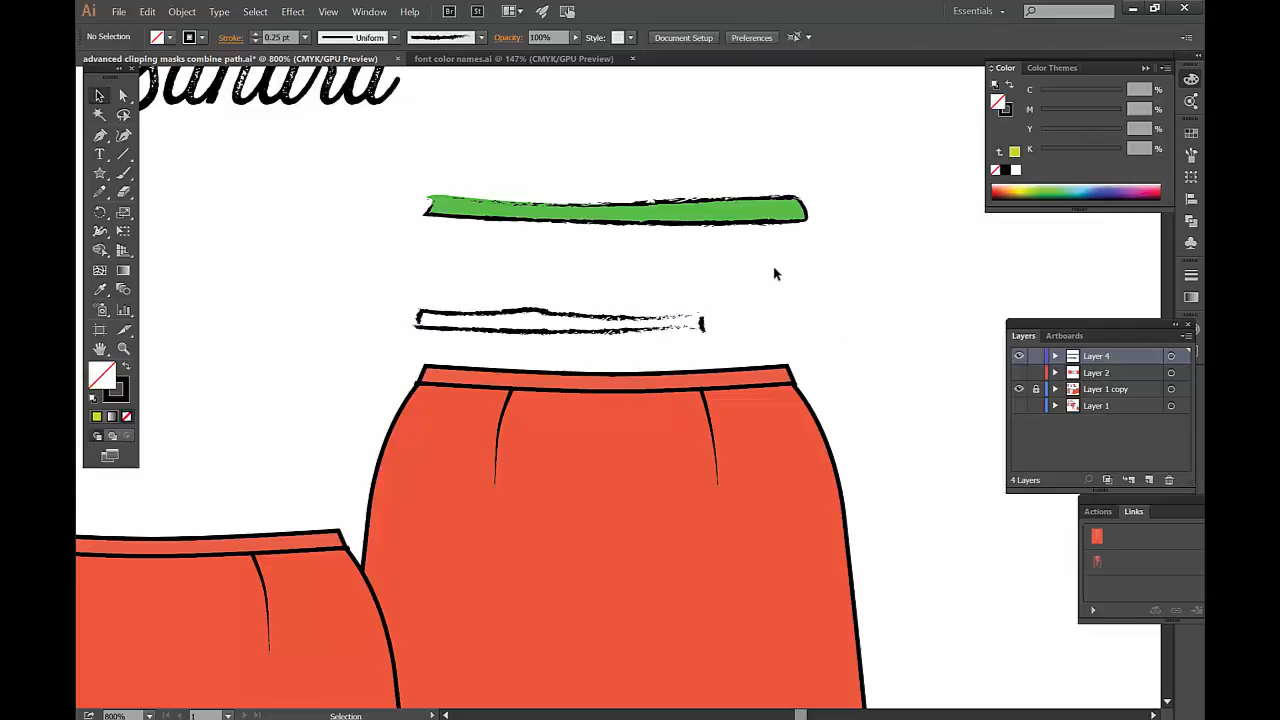 Ai File Edit Object Type Select Effect View Window Help Br St Essentials
No Selection Stroke: 0.25 pt Uniform Opacity: 100% Style: Document Setup Preferences
advanced clipping masks combine path.ai* @ 800% (CMYK/GPU Preview) × font color names.ai @ 147% (CMYK/GPU Preview) ×
Color Color Themes
C %
M %
Y %
K %
Layers Artboards
Layer 4
Layer 2
Layer 1 copy
Layer 1
4 Layers
Actions Links
800% 1 Selection